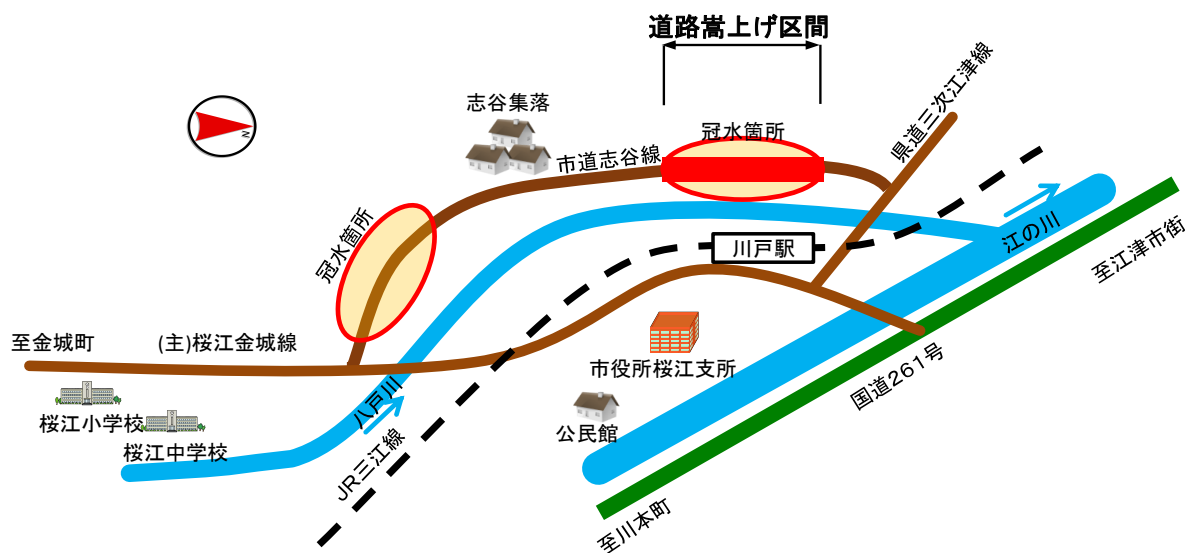 道路嵩上げ区間
志谷集落
冠水箇所
県道三次江津線
N
市道志谷線
冠水箇所
川戸駅
江の川
至江津市街
至金城町
(主)桜江金城線
市役所桜江支所
国道261号
桜江小学校
八戸川
桜江中学校
公民館
JR三江線
至川本町